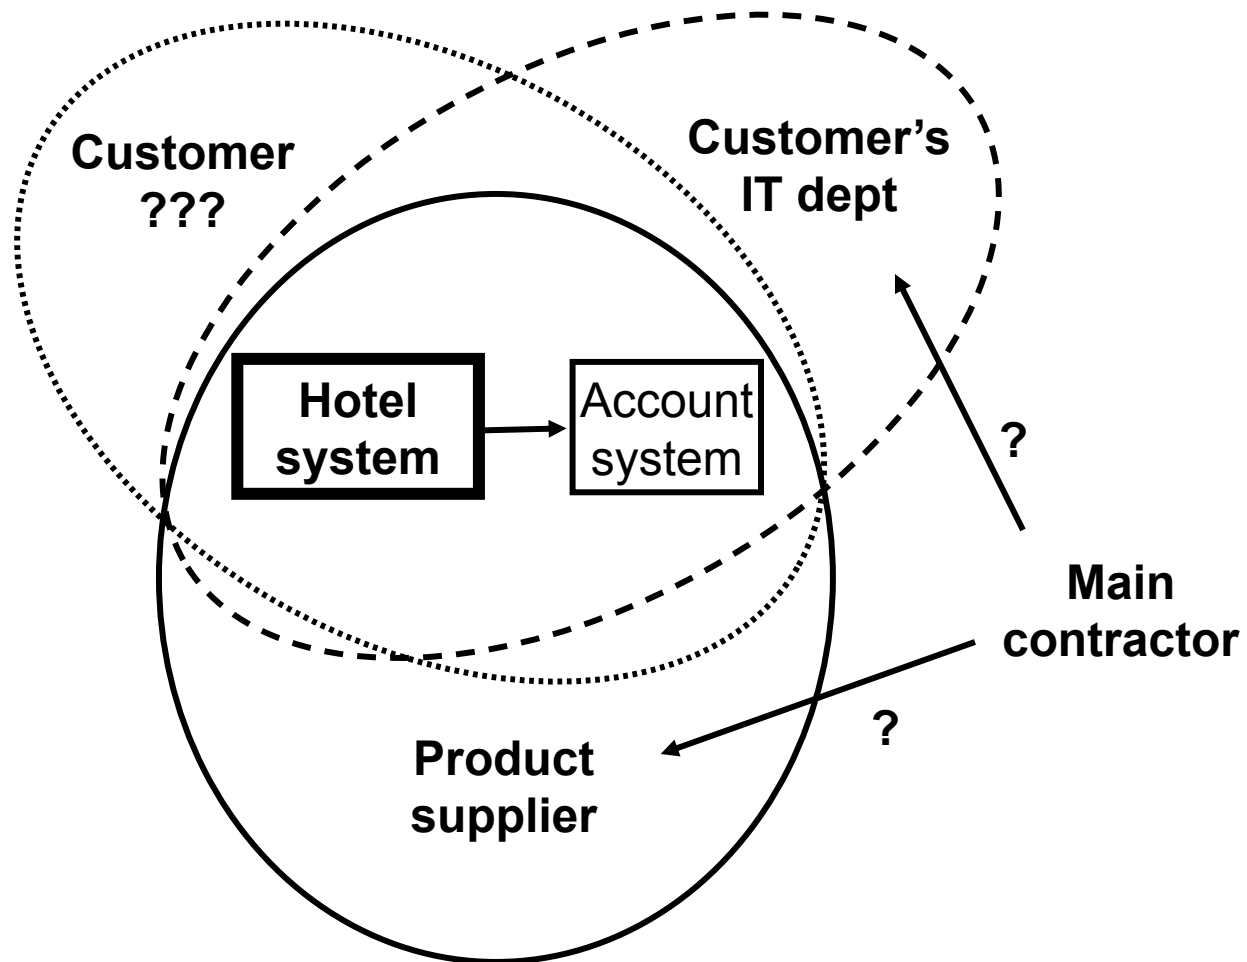 Customer
???
Customer’s
IT dept
Hotel
system
Account
system
?
Main
contractor
?
Product
supplier